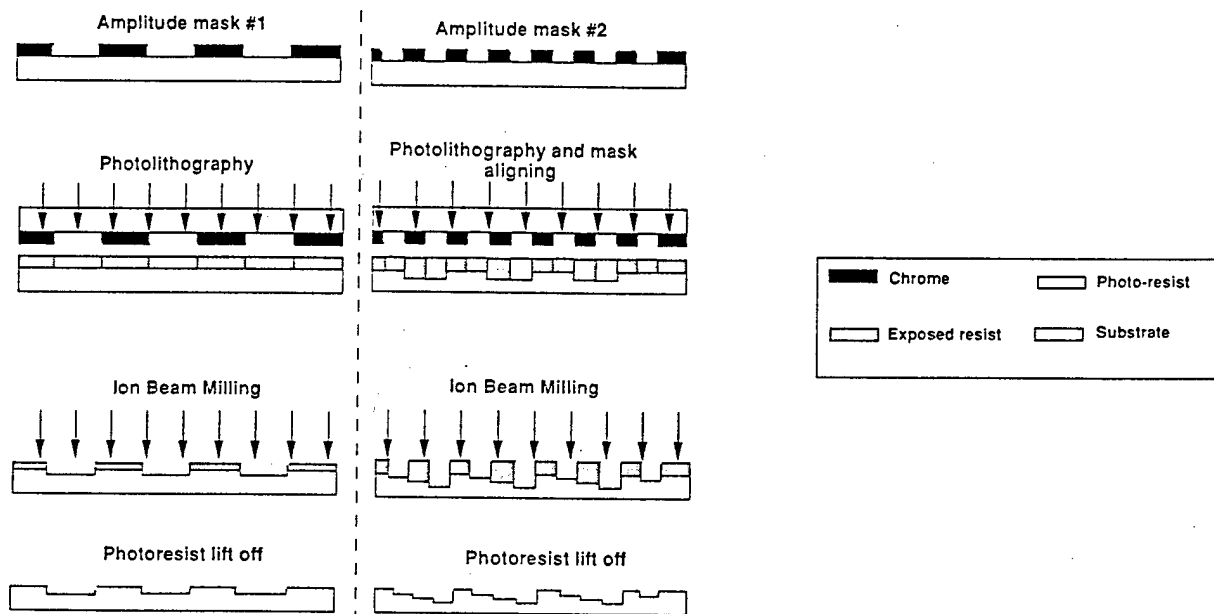 Amplitude mask #1
Amplitude mask #2
Photolithography
Photolithography and mask
aligning
Chrome
Photo-resist
Exposed resist
Substrate
Ion Beam Milling
Ion Beam Milling
Photoresist lift off
Photoresist lift off